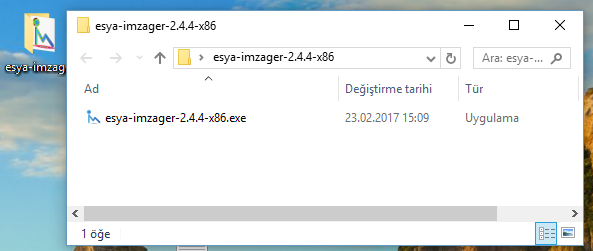 esya-imzager-2.4.4-x86
esya-imzager-2.4.4-x86
Ara: esya-...
esya-imzag
Ad
Değiştirme tarihi
Tür
esya-imzager-2.4.4-x86.exe
23.02.2017 15:09
Uygulama
1 öğe